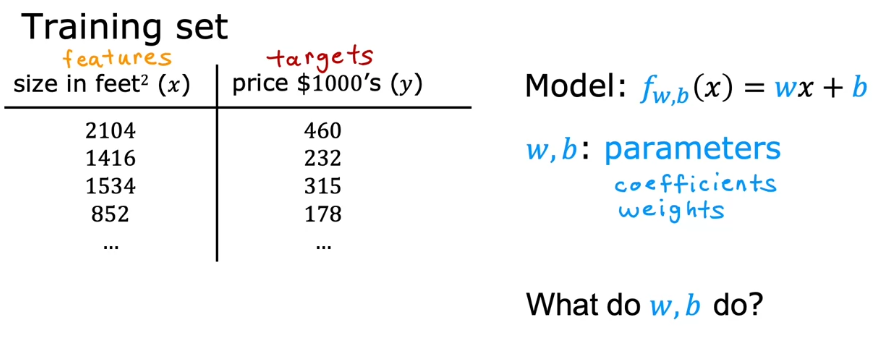 Training set
features targets
size in feet² (x) price $1000's (y)
2104 460
1416 232
1534 315
852 178
... ...
Model: f_{w,b}(x) = wx + b
w, b: parameters
coefficients
weights
What do w, b do?